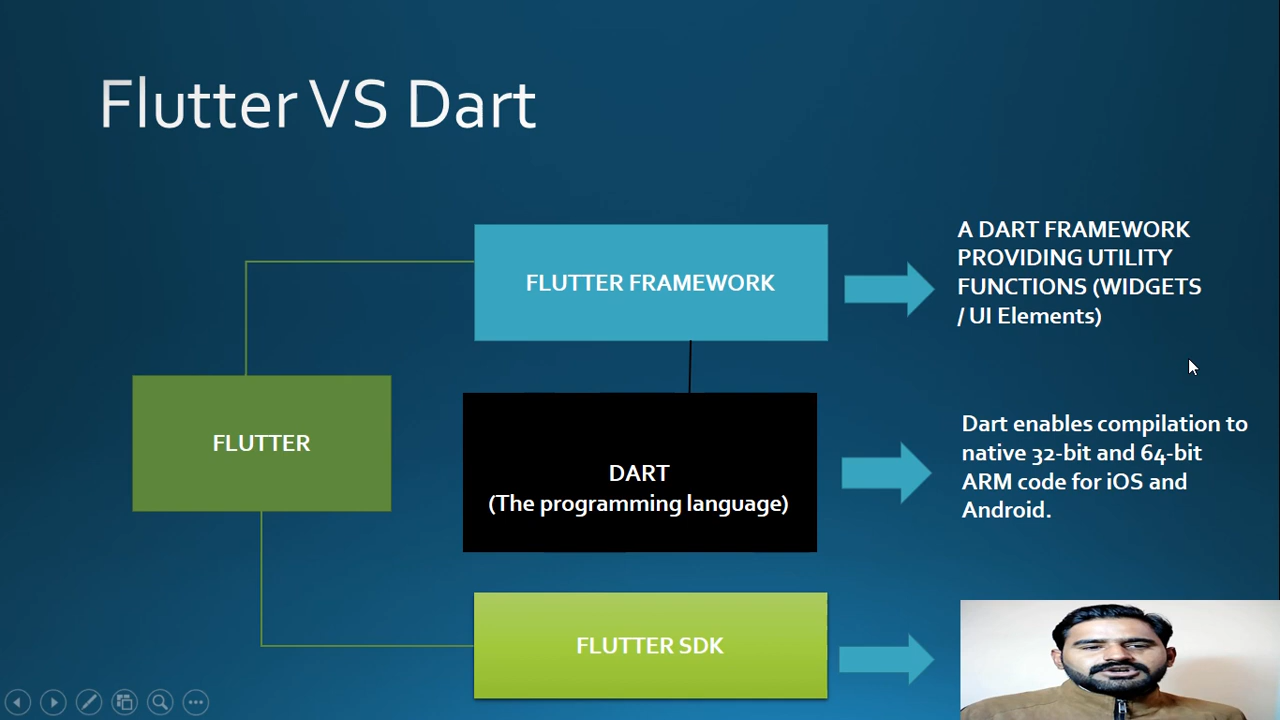 Flutter VS Dart
FLUTTER FRAMEWORK
A DART FRAMEWORK
PROVIDING UTILITY
FUNCTIONS (WIDGETS
/ UI Elements)
FLUTTER
DART
(The programming language)
Dart enables compilation to
native 32-bit and 64-bit
ARM code for iOS and
Android.
FLUTTER SDK